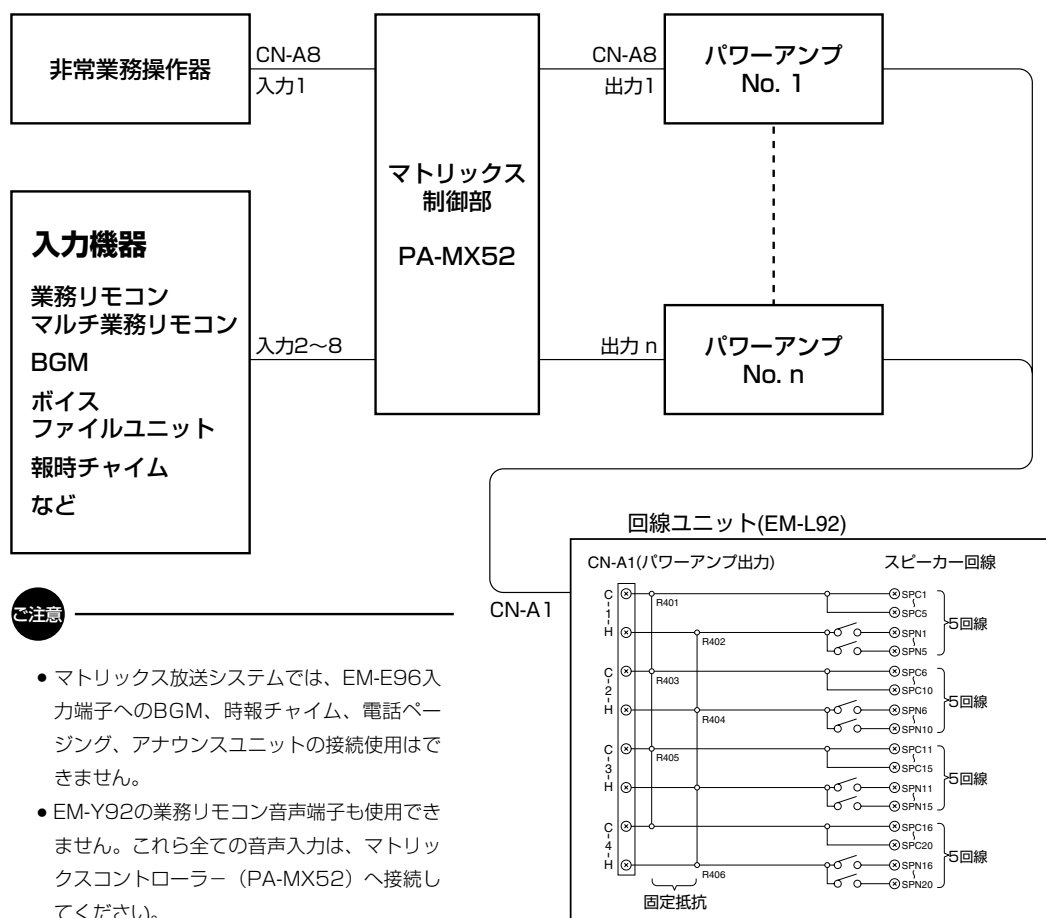 非常業務操作器
CN-A8
入力1
CN-A8
出力1
パワーアンプ
No. 1
マトリックス
制御部
PA-MX52
入力機器
業務リモコン
マルチ業務リモコン
BGM
ボイス
ファイルユニット
報時チャイム
など
入力2〜8
出力 n
パワーアンプ
No. n
CN-A1
回線ユニット(EM-L92)
CN-A1(パワーアンプ出力)
スピーカー回線
C-1-H
R401
R402
SPC1
〜
SPC5
SPN1
〜
SPN5
5回線
C-2-H
R403
R404
SPC6
〜
SPC10
SPN6
〜
SPN10
5回線
C-3-H
R405
SPC11
〜
SPC15
SPN11
〜
SPN15
5回線
C-4-H
R406
SPC16
〜
SPC20
SPN16
〜
SPN20
5回線
固定抵抗
ご注意
● マトリックス放送システムでは、EM-E96入
力端子へのBGM、時報チャイム、電話ペー
ジング、アナウンスユニットの接続使用はで
きません。
● EM-Y92の業務リモコン音声端子も使用でき
ません。これら全ての音声入力は、マトリッ
クスコントローラー（PA-MX52）へ接続し
てください。